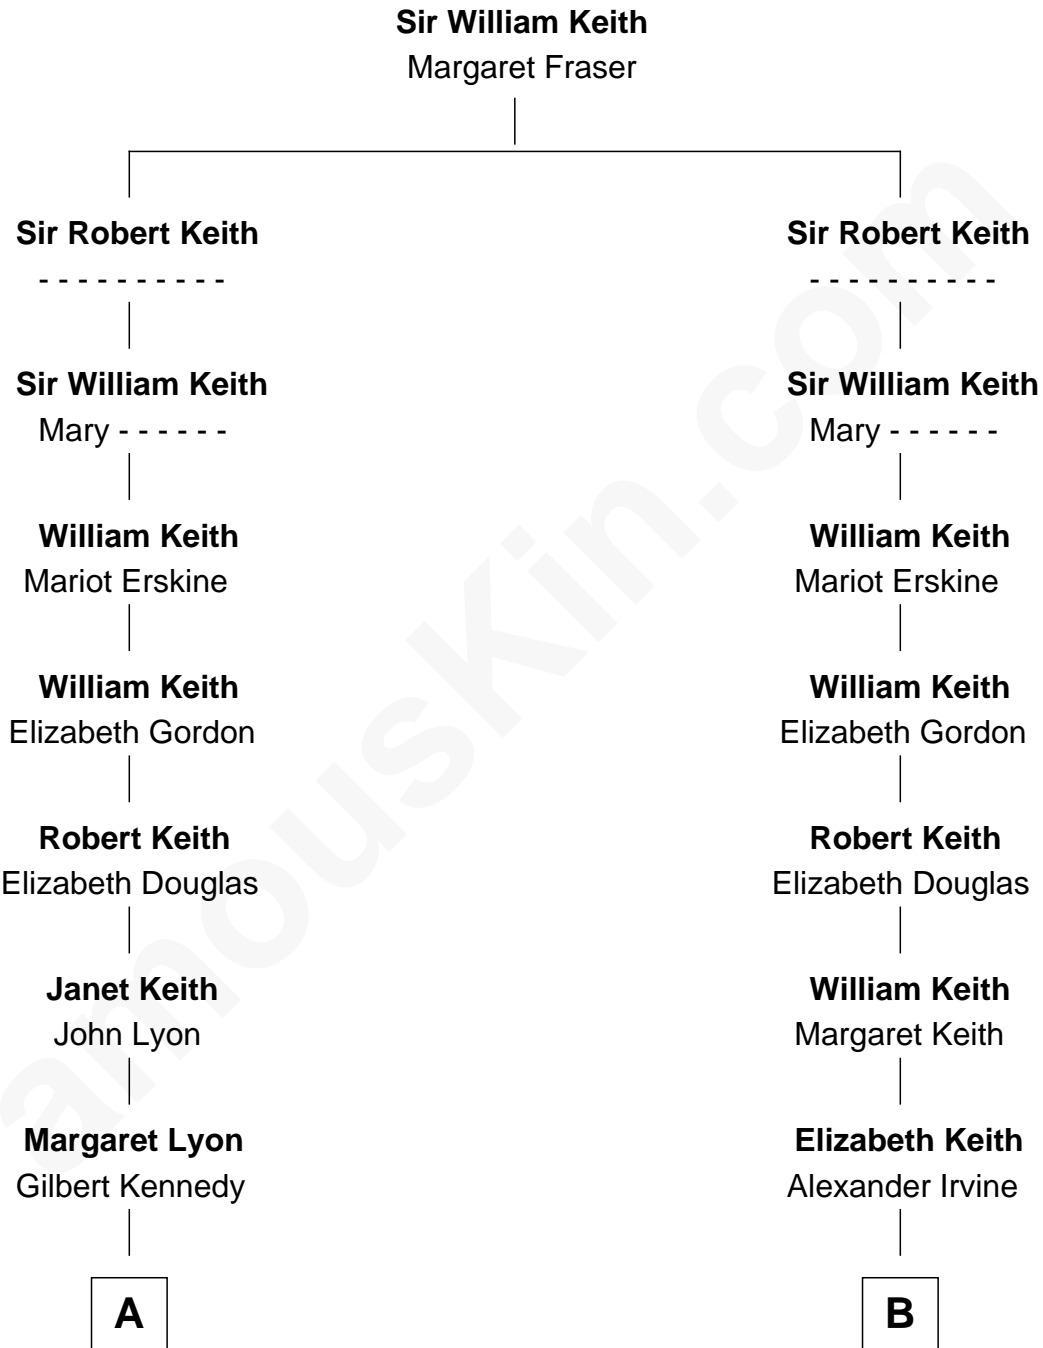 Sir William Keith
Margaret Fraser
Sir Robert Keith
- - - - - - - - - -
Sir William Keith
Mary - - - - - -
William Keith
Mariot Erskine
William Keith
Elizabeth Gordon
Robert Keith
Elizabeth Douglas
Janet Keith
John Lyon
Margaret Lyon
Gilbert Kennedy
A
Sir Robert Keith
- - - - - - - - - -
Sir William Keith
Mary - - - - - -
William Keith
Mariot Erskine
William Keith
Elizabeth Gordon
Robert Keith
Elizabeth Douglas
William Keith
Margaret Keith
Elizabeth Keith
Alexander Irvine
B
amousKin.com